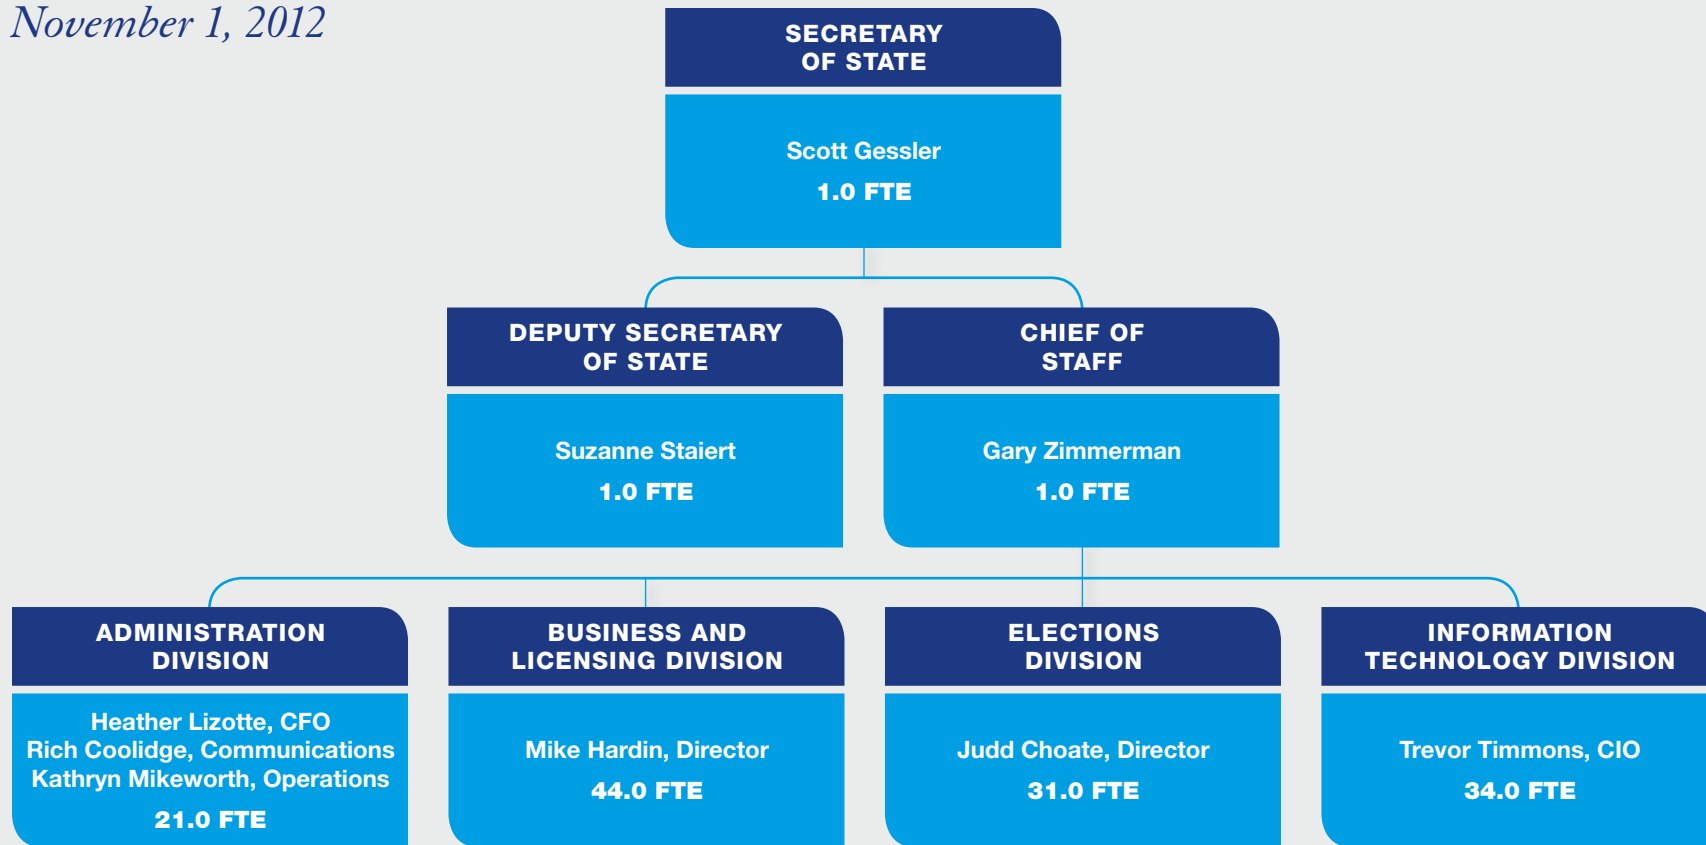 November 1, 2012
SECRETARY
OF STATE
Scott Gessler
1.0 FTE
DEPUTY SECRETARY
OF STATE
Suzanne Staiert
1.0 FTE
CHIEF OF
STAFF
Gary Zimmerman
1.0 FTE
ADMINISTRATION
DIVISION
Heather Lizotte, CFO
Rich Coolidge, Communications
Kathryn Mikeworth, Operations
21.0 FTE
BUSINESS AND
LICENSING DIVISION
Mike Hardin, Director
44.0 FTE
ELECTIONS
DIVISION
Judd Choate, Director
31.0 FTE
INFORMATION
TECHNOLOGY DIVISION
Trevor Timmons, CIO
34.0 FTE